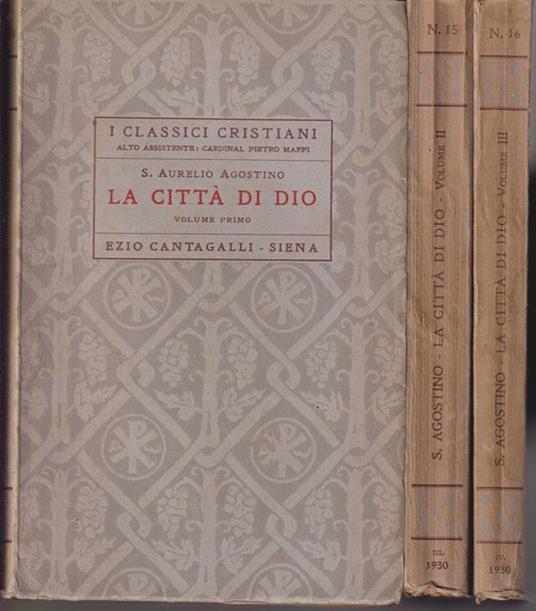 I CLASSICI CRISTIANI
ALTO ASSISTENTE: CARDINAL PIETRO MAFFI
S. AURELIO AGOSTINO
LA CITTÀ DI DIO
VOLUME PRIMO
EZIO CANTAGALLI - SIENA
N. 15
S. AGOSTINO - LA CITTÀ DI DIO - VOLUME II
III.
1930
N. 16
S. AGOSTINO - LA CITTÀ DI DIO - VOLUME III
IV.
1930